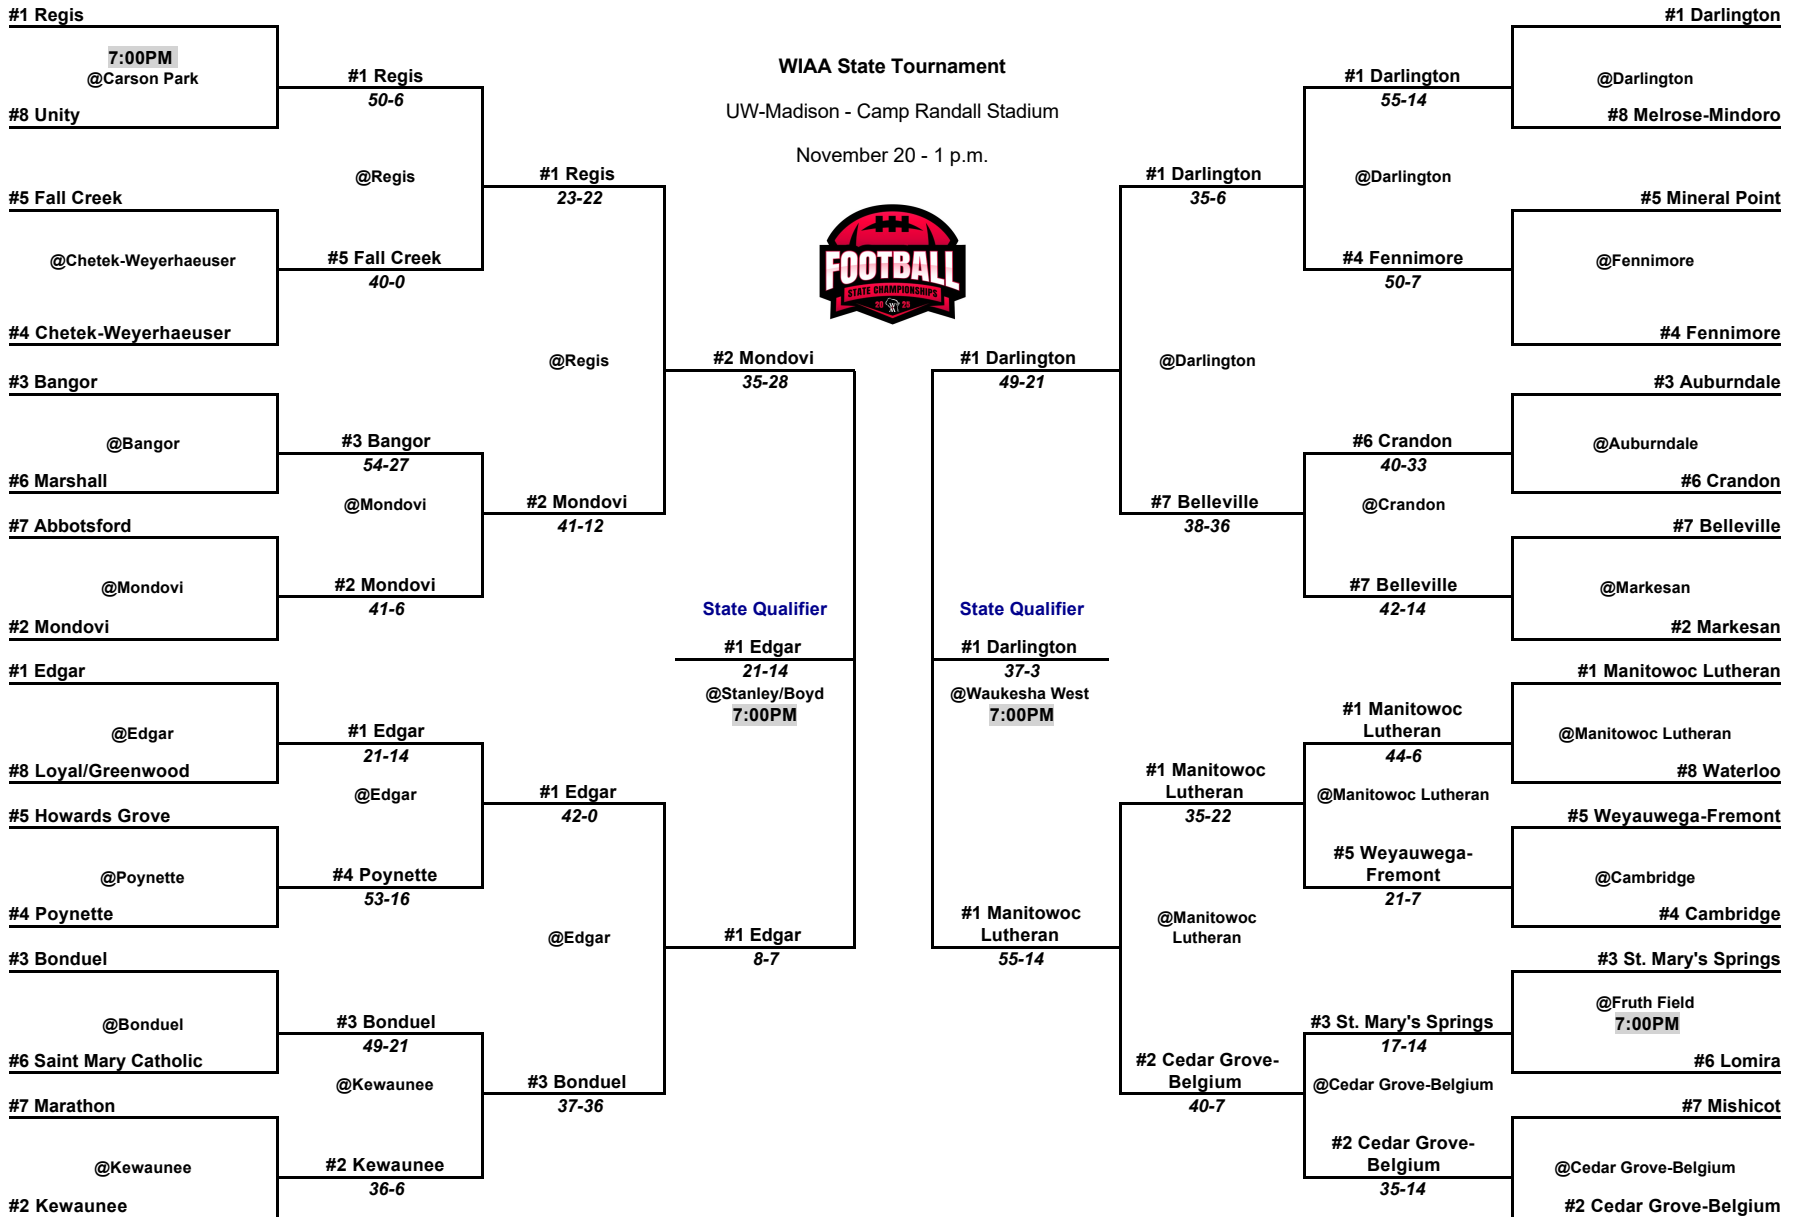 #1 Regis
7:00PM
@Carson Park
#8 Unity
#5 Fall Creek
@Chetek-Weyerhaeuser
#4 Chetek-Weyerhaeuser
#3 Bangor
@Bangor
#6 Marshall
#7 Abbotsford
@Mondovi
#2 Mondovi
#1 Edgar
@Edgar
#8 Loyal/Greenwood
#5 Howards Grove
@Poynette
#4 Poynette
#3 Bonduel
@Bonduel
#6 Saint Mary Catholic
#7 Marathon
@Kewaunee
#2 Kewaunee
#1 Regis
50-6
@Regis
#5 Fall Creek
40-0
#3 Bangor
54-27
@Mondovi
#2 Mondovi
41-6
#1 Edgar
21-14
@Edgar
#4 Poynette
53-16
#3 Bonduel
49-21
@Kewaunee
#2 Kewaunee
36-6
#1 Regis
23-22
@Regis
#2 Mondovi
41-12
#1 Edgar
42-0
@Edgar
#3 Bonduel
37-36
WIAA State Tournament
UW-Madison - Camp Randall Stadium
November 20 - 1 p.m.
FOOTBALL
STATE CHAMPIONSHIPS
20 25
#2 Mondovi
35-28
State Qualifier
#1 Edgar
21-14
@Stanley/Boyd
7:00PM
#1 Edgar
8-7
#1 Darlington
49-21
State Qualifier
#1 Darlington
37-3
@Waukesha West
7:00PM
#1 Manitowoc
Lutheran
55-14
#1 Darlington
35-6
@Darlington
#7 Belleville
38-36
#1 Manitowoc
Lutheran
35-22
@Manitowoc
Lutheran
#2 Cedar Grove-
Belgium
40-7
#1 Darlington
55-14
@Darlington
#4 Fennimore
50-7
#6 Crandon
40-33
@Crandon
#7 Belleville
42-14
#1 Manitowoc
Lutheran
44-6
@Manitowoc Lutheran
#5 Weyauwega-
Fremont
21-7
#3 St. Mary's Springs
17-14
@Cedar Grove-Belgium
#2 Cedar Grove-
Belgium
35-14
#1 Darlington
@Darlington
#8 Melrose-Mindoro
#5 Mineral Point
@Fennimore
#4 Fennimore
#3 Auburndale
@Auburndale
#6 Crandon
#7 Belleville
@Markesan
#2 Markesan
#1 Manitowoc Lutheran
@Manitowoc Lutheran
#8 Waterloo
#5 Weyauwega-Fremont
@Cambridge
#4 Cambridge
#3 St. Mary's Springs
@Fruth Field
7:00PM
#6 Lomira
#7 Mishicot
@Cedar Grove-Belgium
#2 Cedar Grove-Belgium